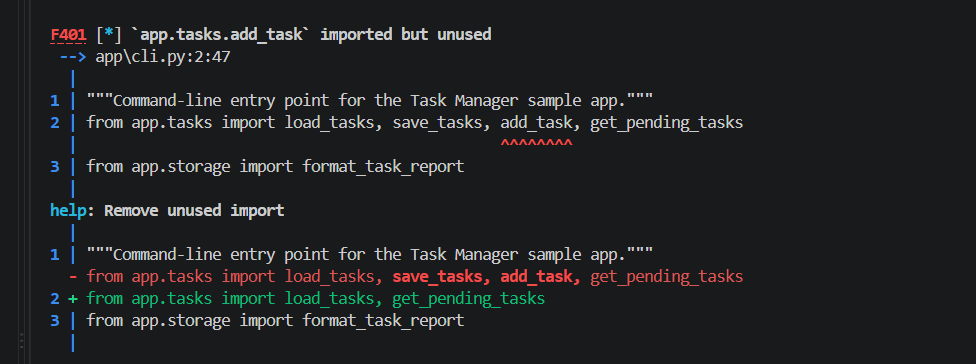 F401 [*] `app.tasks.add_task` imported but unused
 --> app\cli.py:2:47
  |
1 | """Command-line entry point for the Task Manager sample app."""
2 | from app.tasks import load_tasks, save_tasks, add_task, get_pending_tasks
  |                                               ^^^^^^^^
3 | from app.storage import format_task_report
  |
help: Remove unused import
  |
1 | """Command-line entry point for the Task Manager sample app."""
  - from app.tasks import load_tasks, save_tasks, add_task, get_pending_tasks
2 + from app.tasks import load_tasks, get_pending_tasks
3 | from app.storage import format_task_report
  |